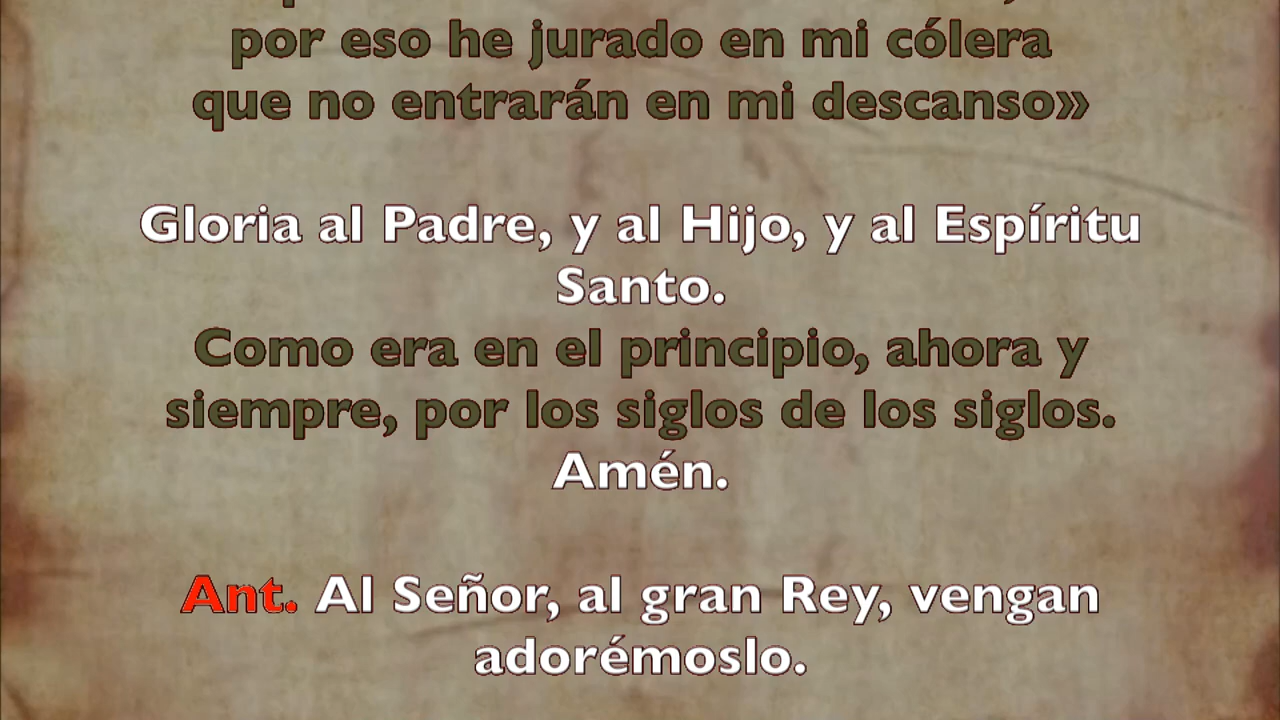 por eso he jurado en mi cólera
que no entrarán en mi descanso»
Gloria al Padre, y al Hijo, y al Espíritu
Santo.
Como era en el principio, ahora y
siempre, por los siglos de los siglos.
Amén.
Ant. Al Señor, al gran Rey, vengan
adorémoslo.